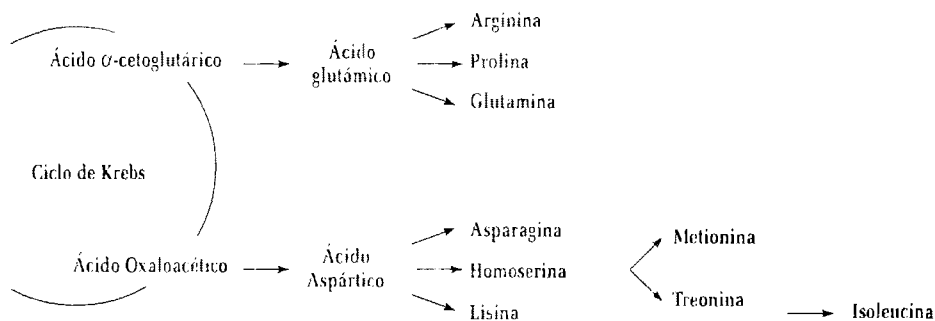 Arginina
Ácido α-cetoglutárico
Ácido
glutámico
Prolina
Glutamina
Ciclo de Krebs
Ácido Oxaloacético
Ácido
Aspártico
Asparagina
Homoserina
Lisina
Metionina
Treonina
Isoleucina